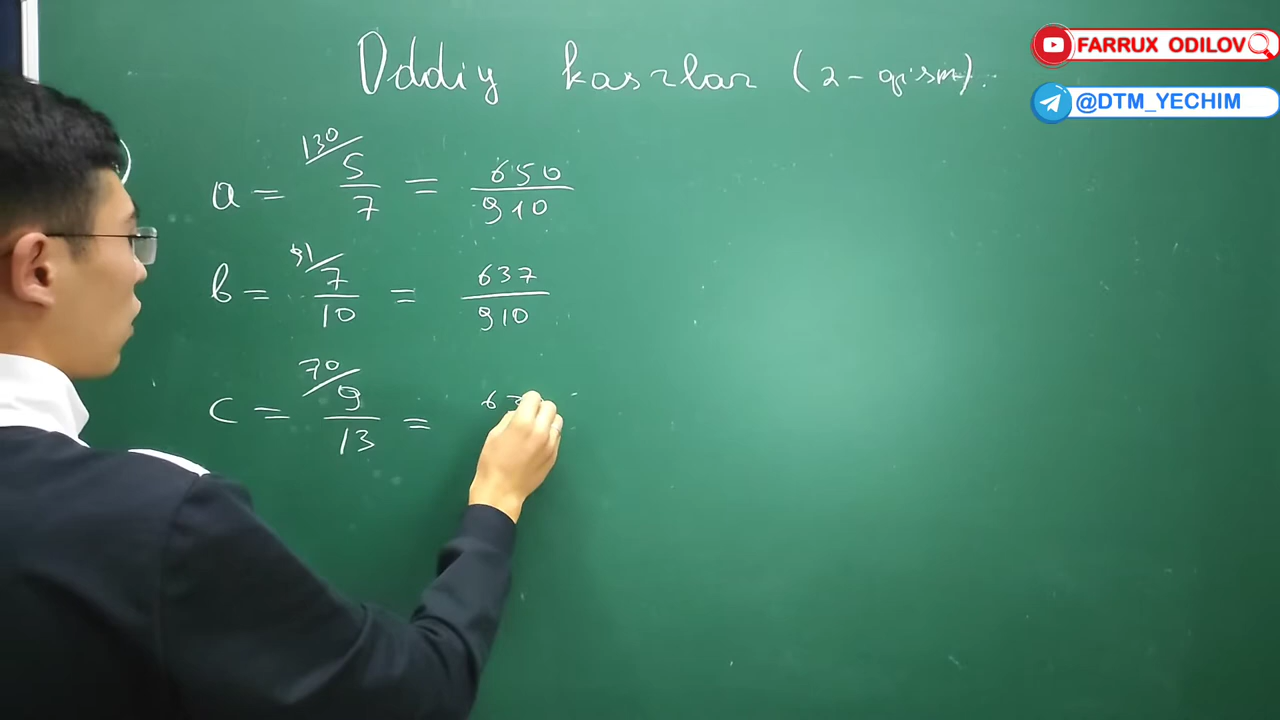 Oddiy kasrlar (2-qism).
FARRUX ODILOV
@DTM_YECHIM
a = 130/ 5/7 = 650/910
b = 91/ 7/10 = 637/910
c = 70/ 9/13 = 63